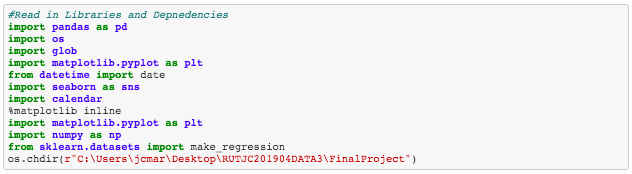 #Read in Libraries and Depnedencies
import pandas as pd
import os
import glob
import matplotlib.pyplot as plt
from datetime import date
import seaborn as sns
import calendar
%matplotlib inline
import matplotlib.pyplot as plt
import numpy as np
from sklearn.datasets import make_regression
os.chdir(r"C:\Users\jcmar\Desktop\RUTJC201904DATA3\FinalProject")